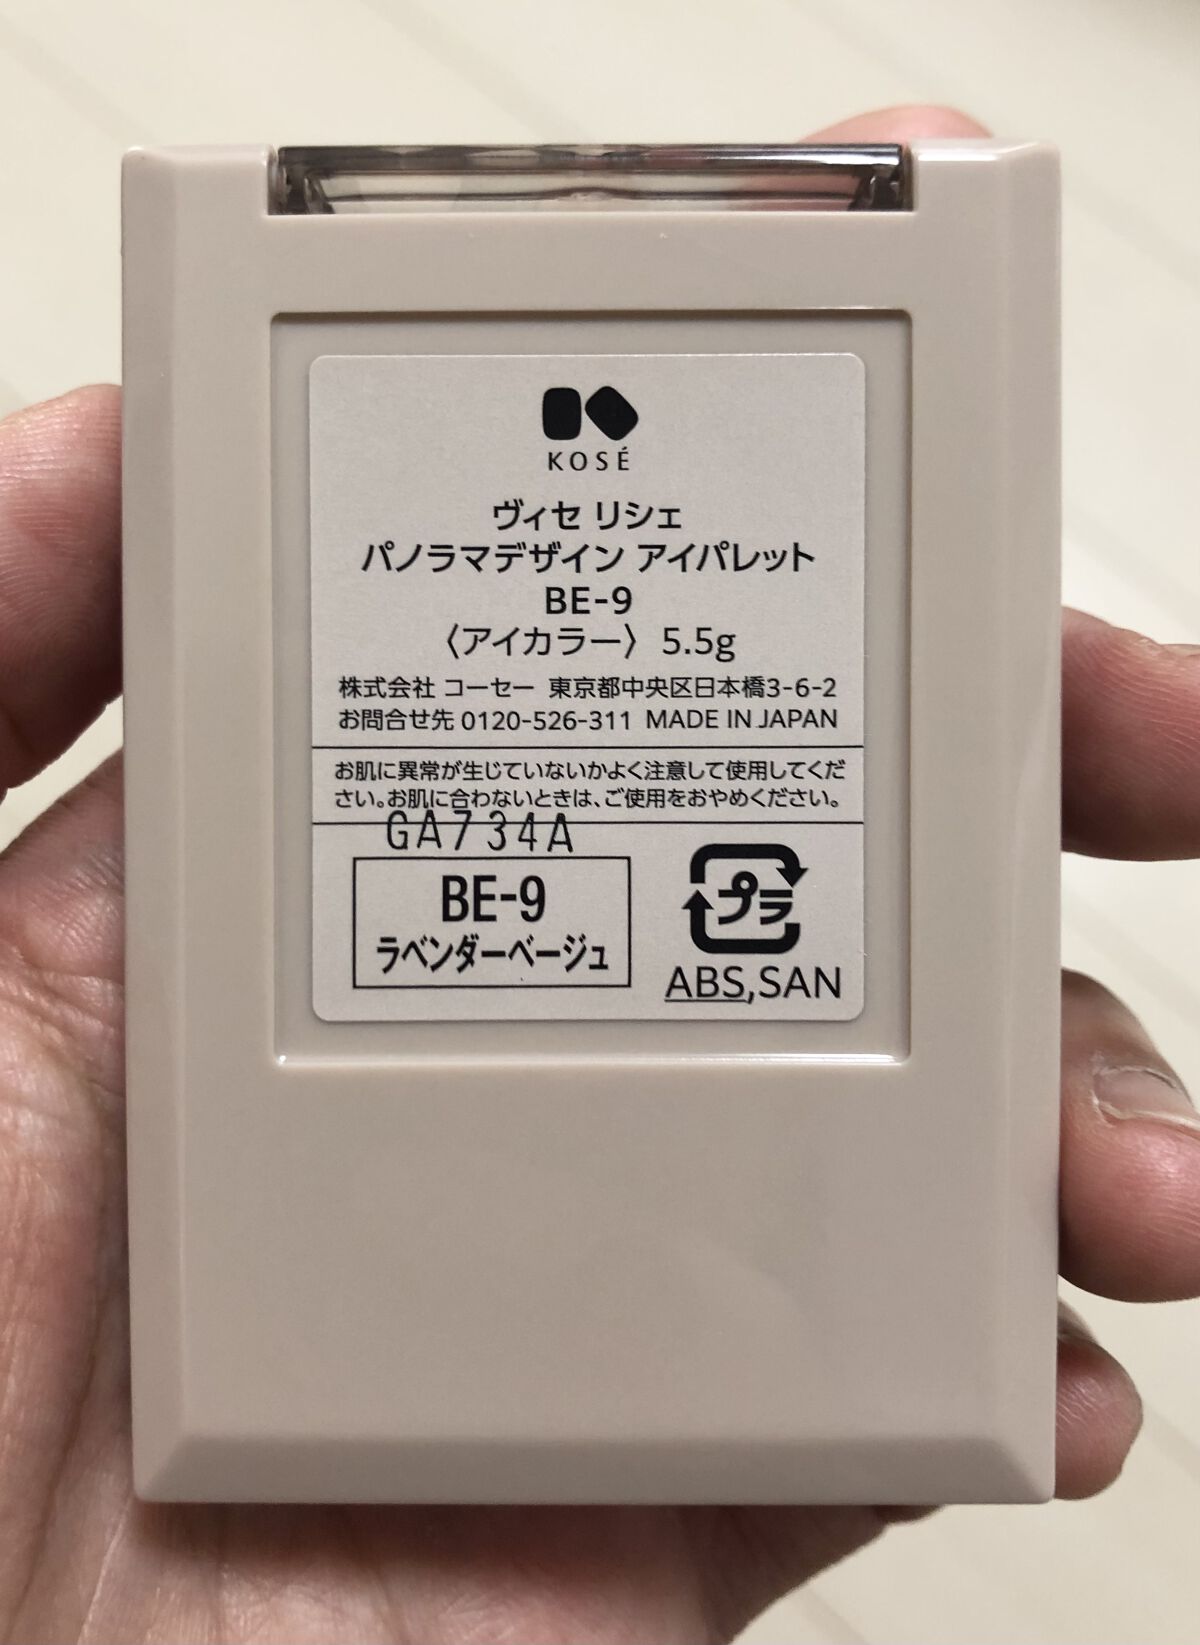 KOSÉ
ヴィセ リシェ
パノラマデザイン アイパレット
BE-9
〈アイカラー〉 5.5g
株式会社 コーセー 東京都中央区日本橋3-6-2
お問合せ先 0120-526-311 MADE IN JAPAN
お肌に異常が生じていないかよく注意して使用してくだ
さい。お肌に合わないときは、ご使用をおやめください。
GA734A
BE-9
ラベンダーベージュ
プラ
ABS,SAN